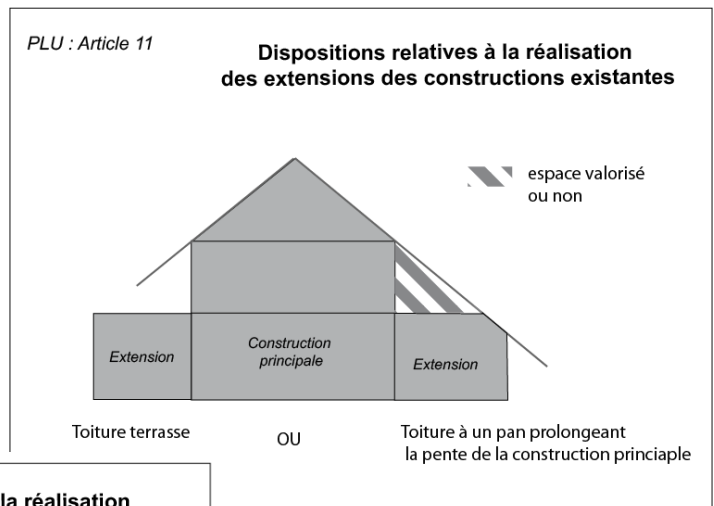 PLU : Article 11
Dispositions relatives à la réalisation
des extensions des constructions existantes
espace valorisé
ou non
Extension
Construction
principale
Extension
Toiture terrasse
OU
Toiture à un pan prolongeant
la pente de la construction princiaple
la réalisation